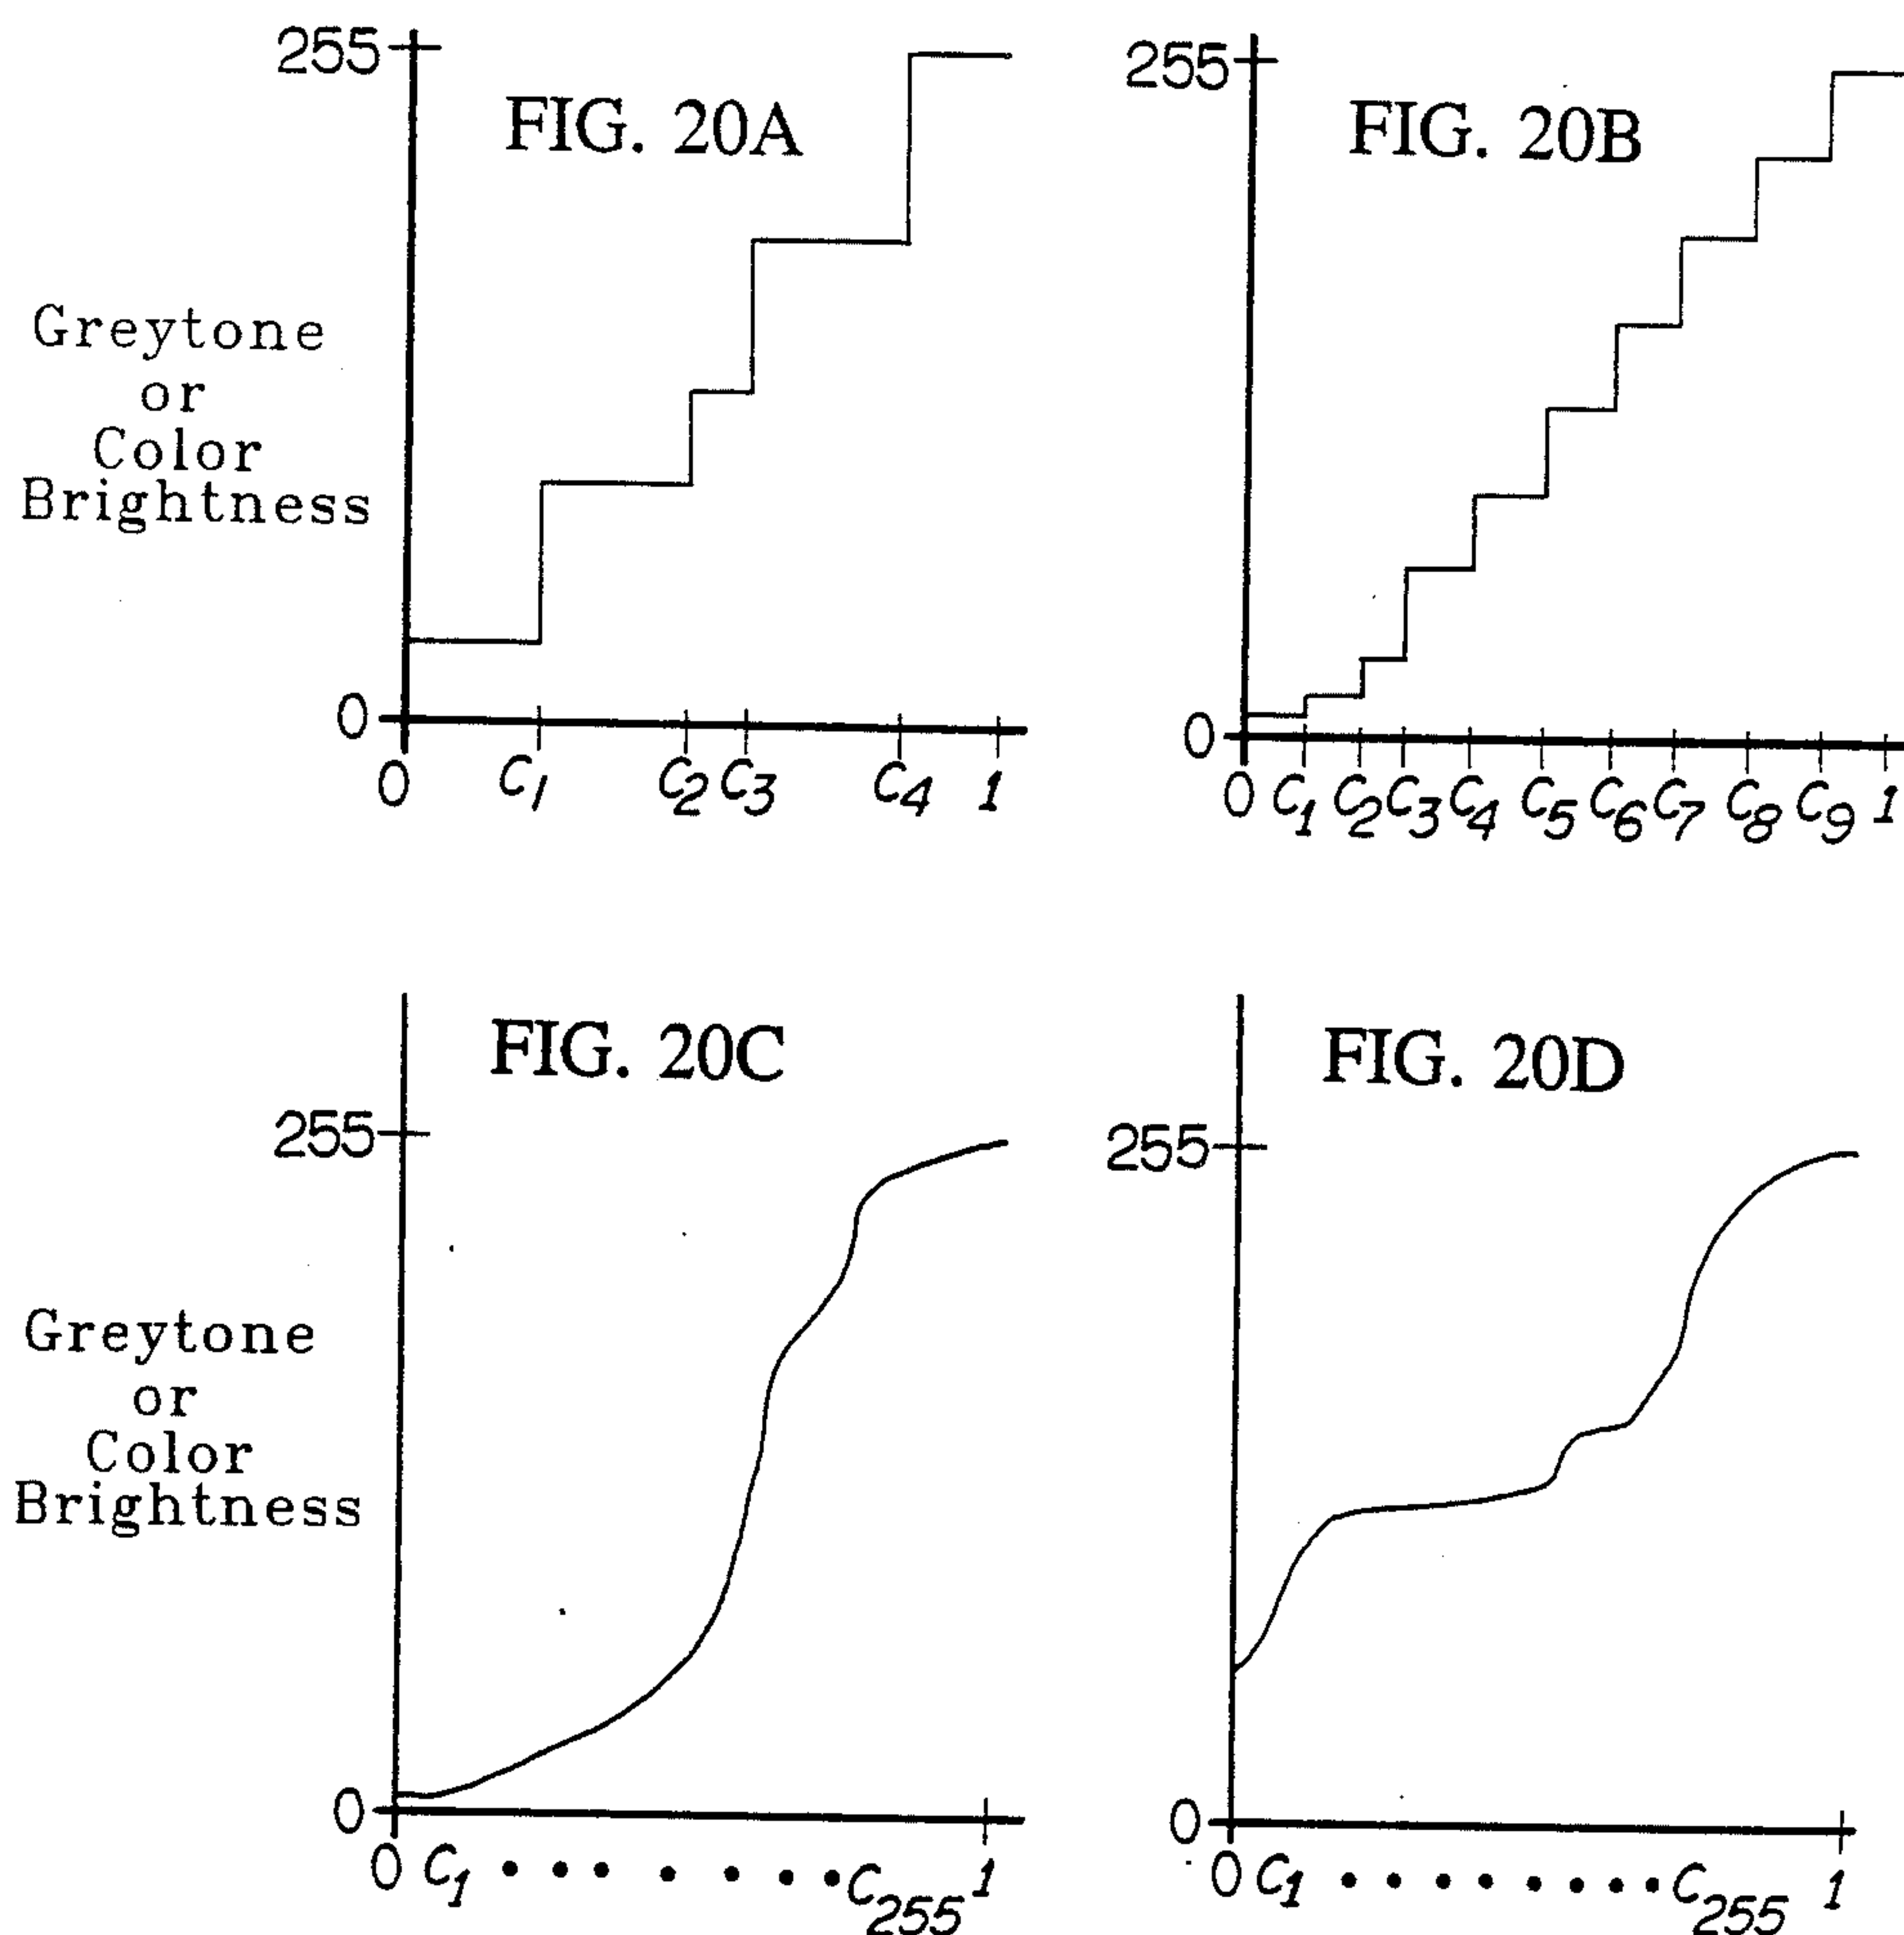 255
FIG. 20A
Greytone
or
Color
Brightness
0
0 C1 C2 C3 C4 1
255
FIG. 20B
0
0 C1 C2 C3 C4 C5 C6 C7 C8 C9 1
FIG. 20C
255
Greytone
or
Color
Brightness
0
0 C1 • • • • • • • C255 1
FIG. 20D
255
0
0 C1 • • • • • • • • C255 1